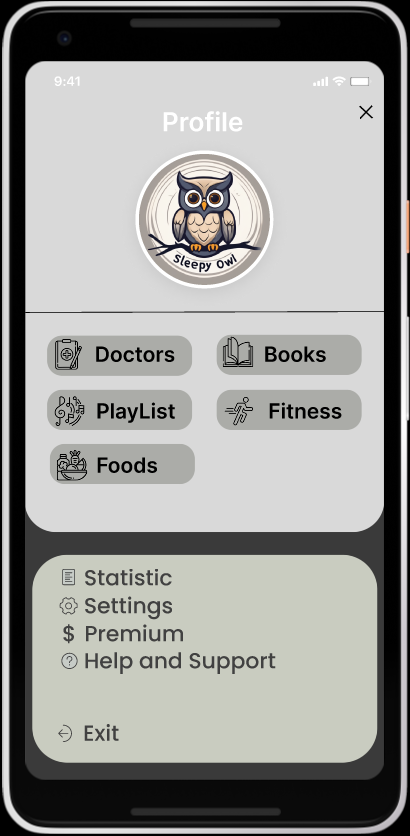 9:41
Profile
Sleepy Owl
Doctors
Books
PlayList
Fitness
Foods
Statistic
Settings
$ Premium
Help and Support
Exit